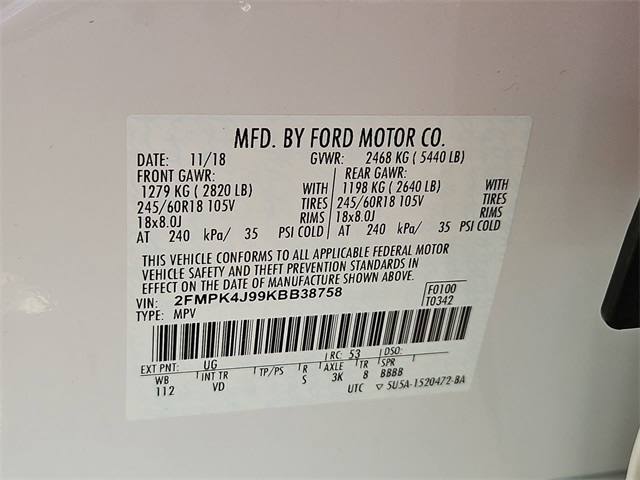 MFD. BY FORD MOTOR CO.
DATE: 11/18 GVWR: 2468 KG ( 5440 LB)
FRONT GAWR: REAR GAWR:
1279 KG ( 2820 LB) WITH 1198 KG ( 2640 LB) WITH
245/60R18 105V TIRES 245/60R18 105V TIRES
18x8.0J RIMS 18x8.0J RIMS
AT 240 kPa/ 35 PSI COLD AT 240 kPa/ 35 PSI COLD
THIS VEHICLE CONFORMS TO ALL APPLICABLE FEDERAL MOTOR
VEHICLE SAFETY AND THEFT PREVENTION STANDARDS IN
EFFECT ON THE DATE OF MANUFACTURE SHOWN ABOVE.
VIN: 2FMPK4J99KBB38758 F0100
TYPE: MPV T0342
EXT PNT: UG RC: 53 DSO:
WB INT TR TP/PS R AXLE TR SPR
112 VD S 3K 8 BBBB
UTC ▽ 5U5A-1520472-BA